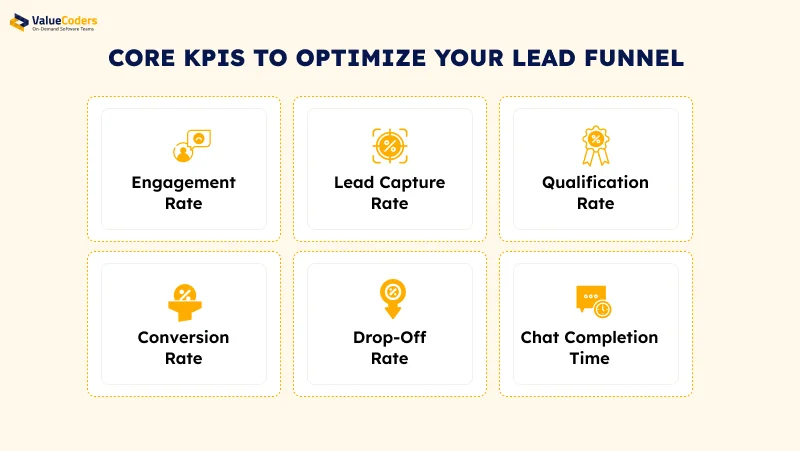 ValueCoders
On-Demand Software Teams
CORE KPIS TO OPTIMIZE YOUR LEAD FUNNEL
Engagement
Rate
Lead Capture
Rate
Qualification
Rate
Conversion
Rate
Drop-Off
Rate
Chat Completion
Time